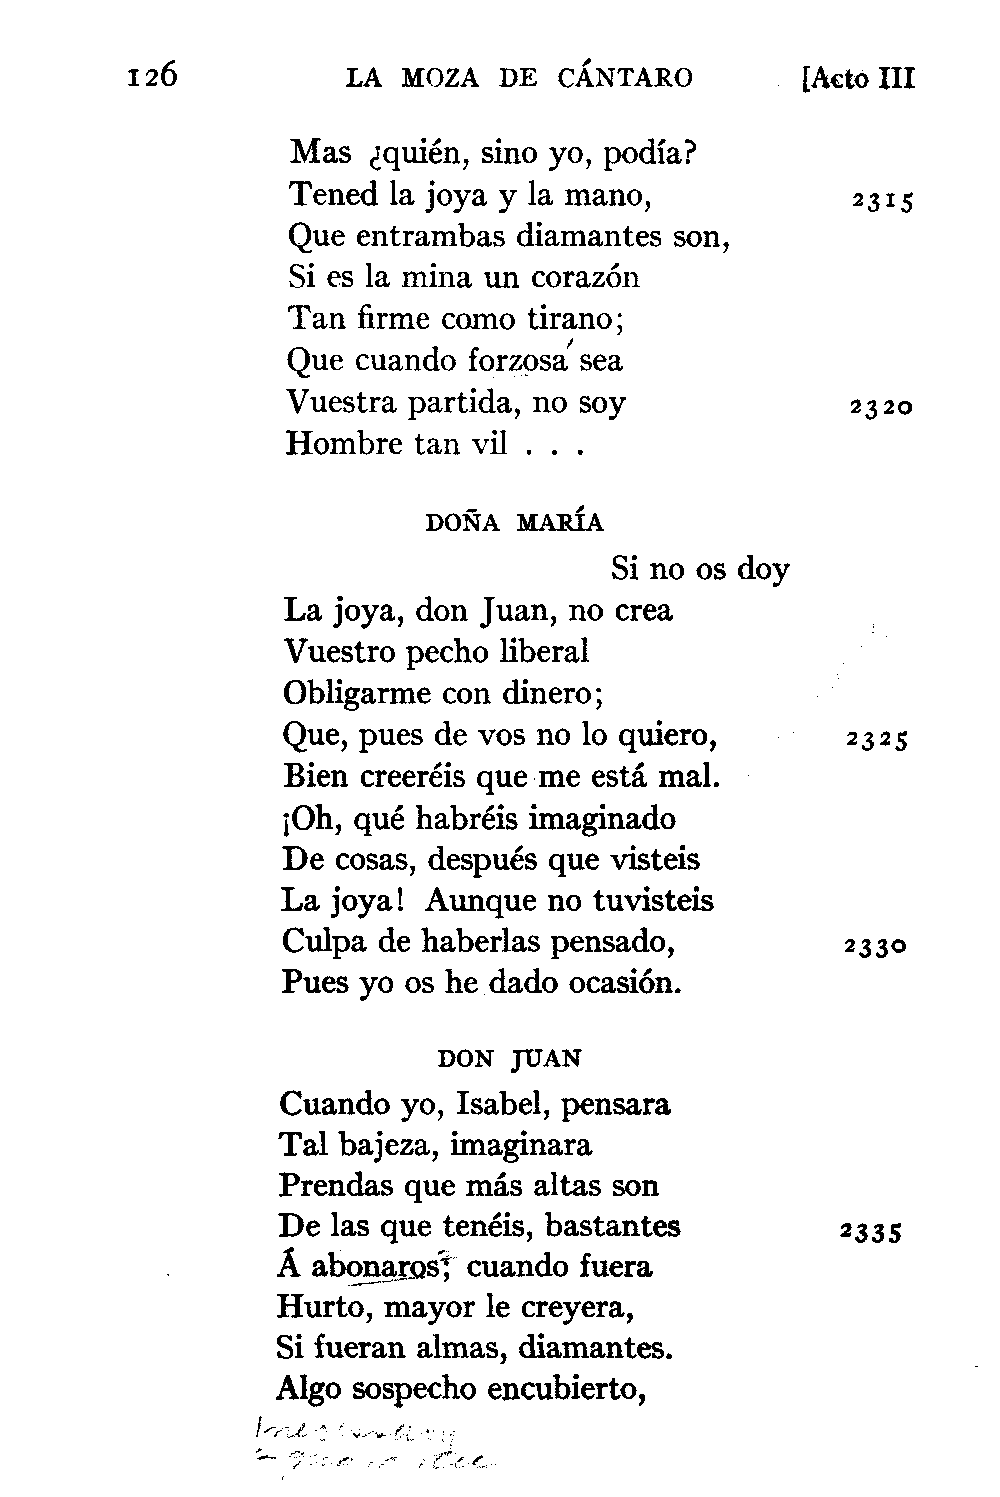 126 LA MOZA DE CÁNTARO [Acto III
Mas ¿quién, sino yo, podía?
Tened la joya y la mano, 2315
Que entrambas diamantes son,
Si es la mina un corazón
Tan firme como tirano;
Que cuando forzosa sea
Vuestra partida, no soy 2320
Hombre tan vil . . .
DOÑA MARÍA
Si no os doy
La joya, don Juan, no crea
Vuestro pecho liberal
Obligarme con dinero;
Que, pues de vos no lo quiero, 2325
Bien creeréis que me está mal.
¡Oh, qué habréis imaginado
De cosas, después que visteis
La joya! Aunque no tuvisteis
Culpa de haberlas pensado, 2330
Pues yo os he dado ocasión.
DON JUAN
Cuando yo, Isabel, pensara
Tal bajeza, imaginara
Prendas que más altas son
De las que tenéis, bastantes 2335
Á abonaros; cuando fuera
Hurto, mayor le creyera,
Si fueran almas, diamantes.
Algo sospecho encubierto,